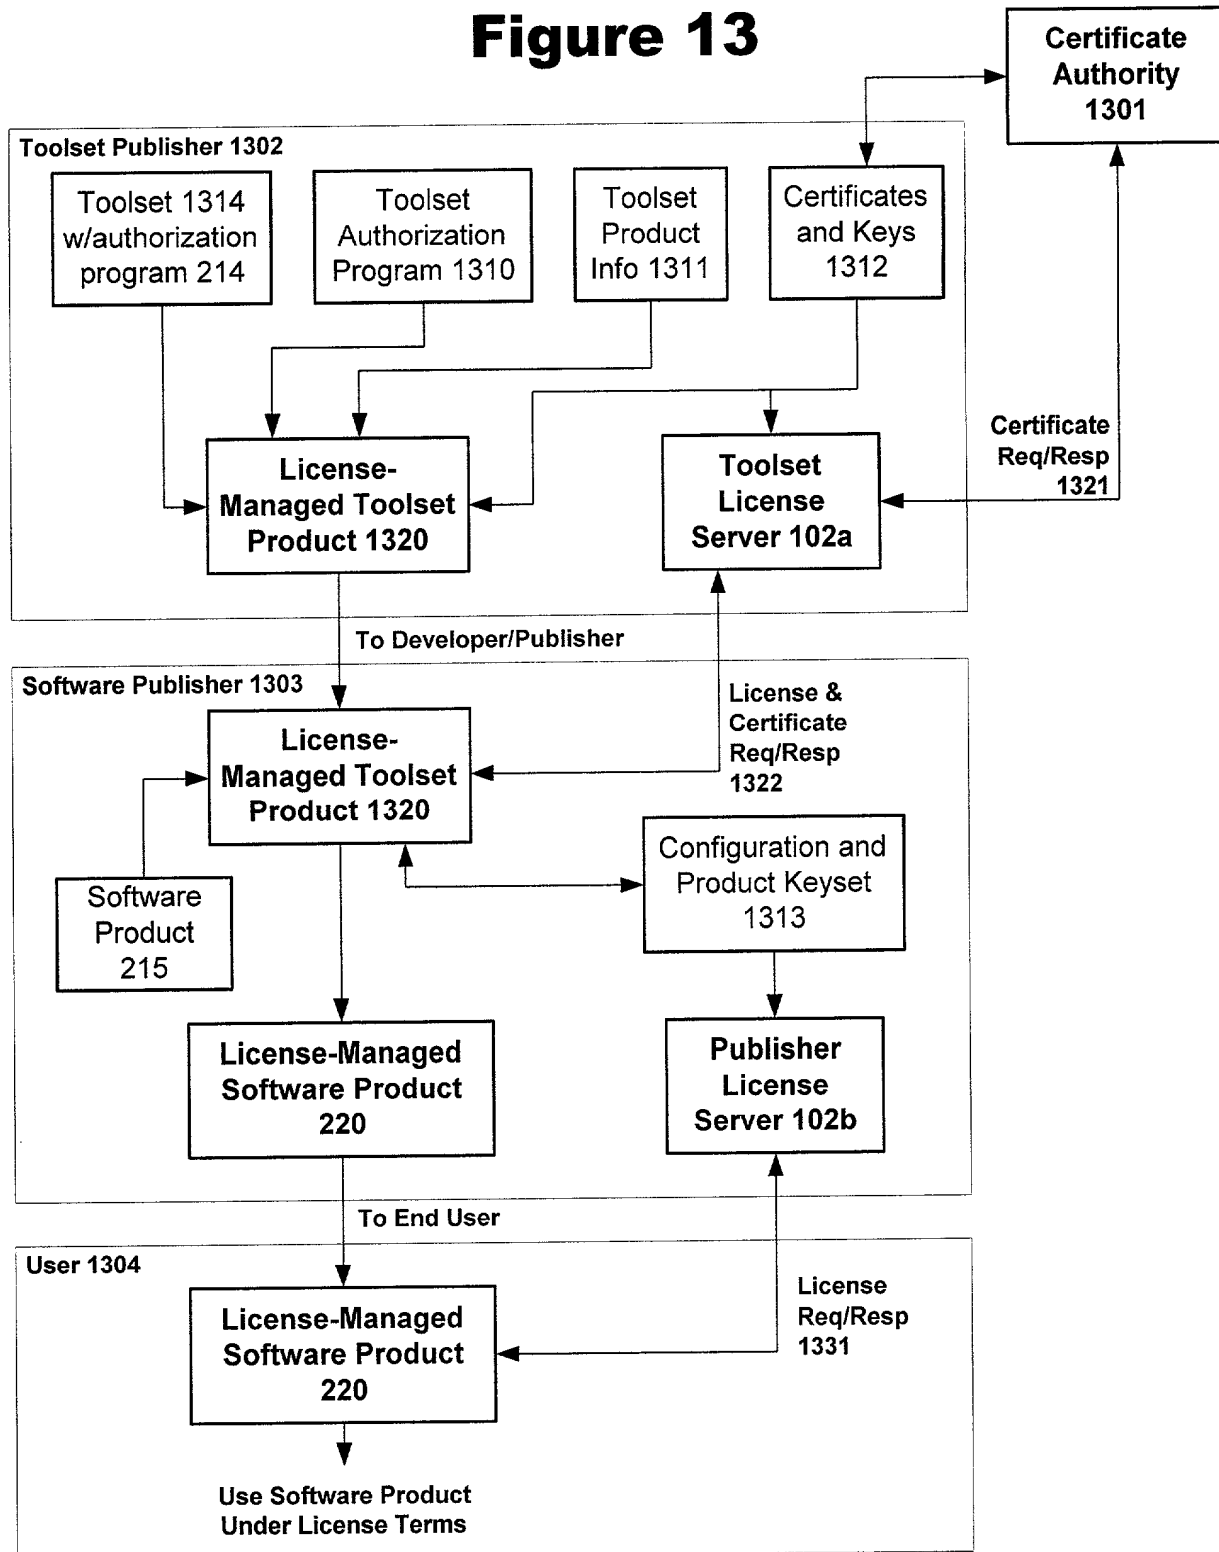 Figure 13
Certificate
Authority
1301
Toolset Publisher 1302
Toolset 1314
w/authorization
program 214
Toolset
Authorization
Program 1310
Toolset
Product
Info 1311
Certificates
and Keys
1312
License-
Managed Toolset
Product 1320
Toolset
License
Server 102a
Certificate
Req/Resp
1321
To Developer/Publisher
Software Publisher 1303
License-
Managed Toolset
Product 1320
License &
Certificate
Req/Resp
1322
Software
Product
215
Configuration and
Product Keyset
1313
License-Managed
Software Product
220
Publisher
License
Server 102b
To End User
User 1304
License-Managed
Software Product
220
License
Req/Resp
1331
Use Software Product
Under License Terms